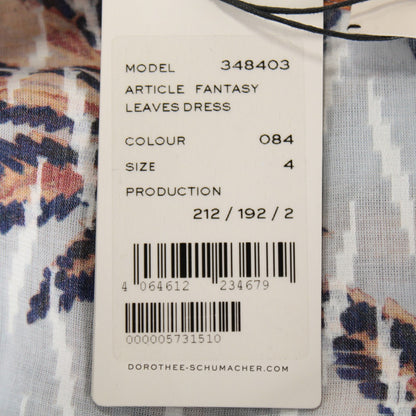 MODEL 348403
ARTICLE FANTASY
LEAVES DRESS
COLOUR 084
SIZE 4
PRODUCTION
212 / 192 / 2
4 064612 234679
000005731510
DOROTHEE-SCHUMACHER.COM